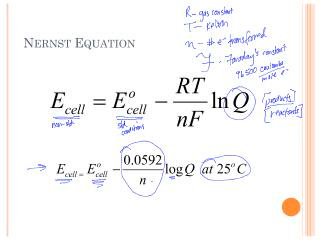 NERNST EQUATION
R- gas constant
T- Kelvin
n - # e⁻ transferred
F - Faraday's constant
96500 coulombs
mole e⁻
E_cell = E°_cell − RT/nF ln Q
non-std
std conditions
[products]
[reactants]
→ E_cell = E°_cell − 0.0592/n log Q at 25°C